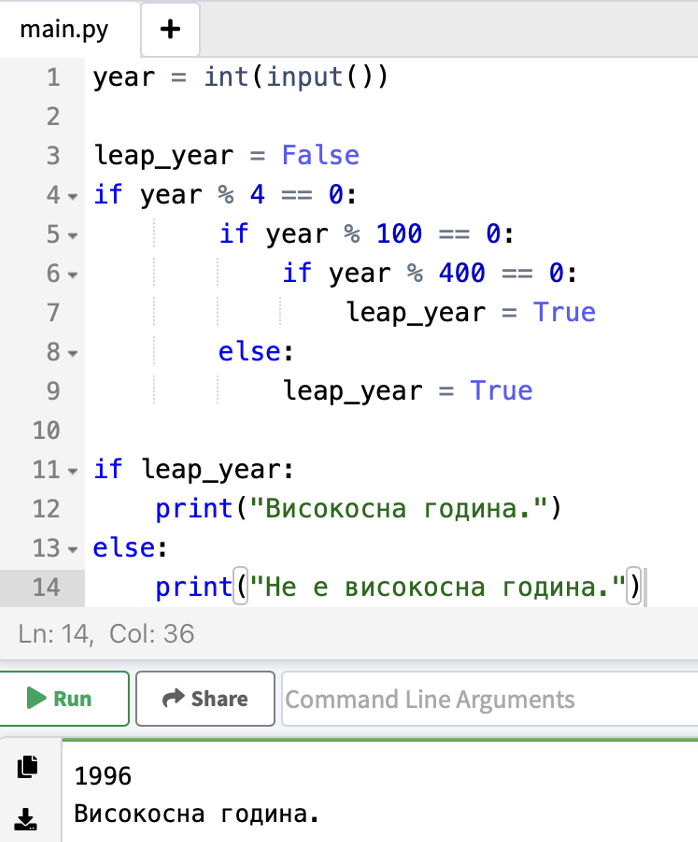 main.py +
1 year = int(input())
2
3 leap_year = False
4 if year % 4 == 0:
5 if year % 100 == 0:
6 if year % 400 == 0:
7 leap_year = True
8 else:
9 leap_year = True
10
11 if leap_year:
12 print("Високосна година.")
13 else:
14 print("Не е високосна година.")
Ln: 14, Col: 36
Run Share Command Line Arguments
1996
Високосна година.